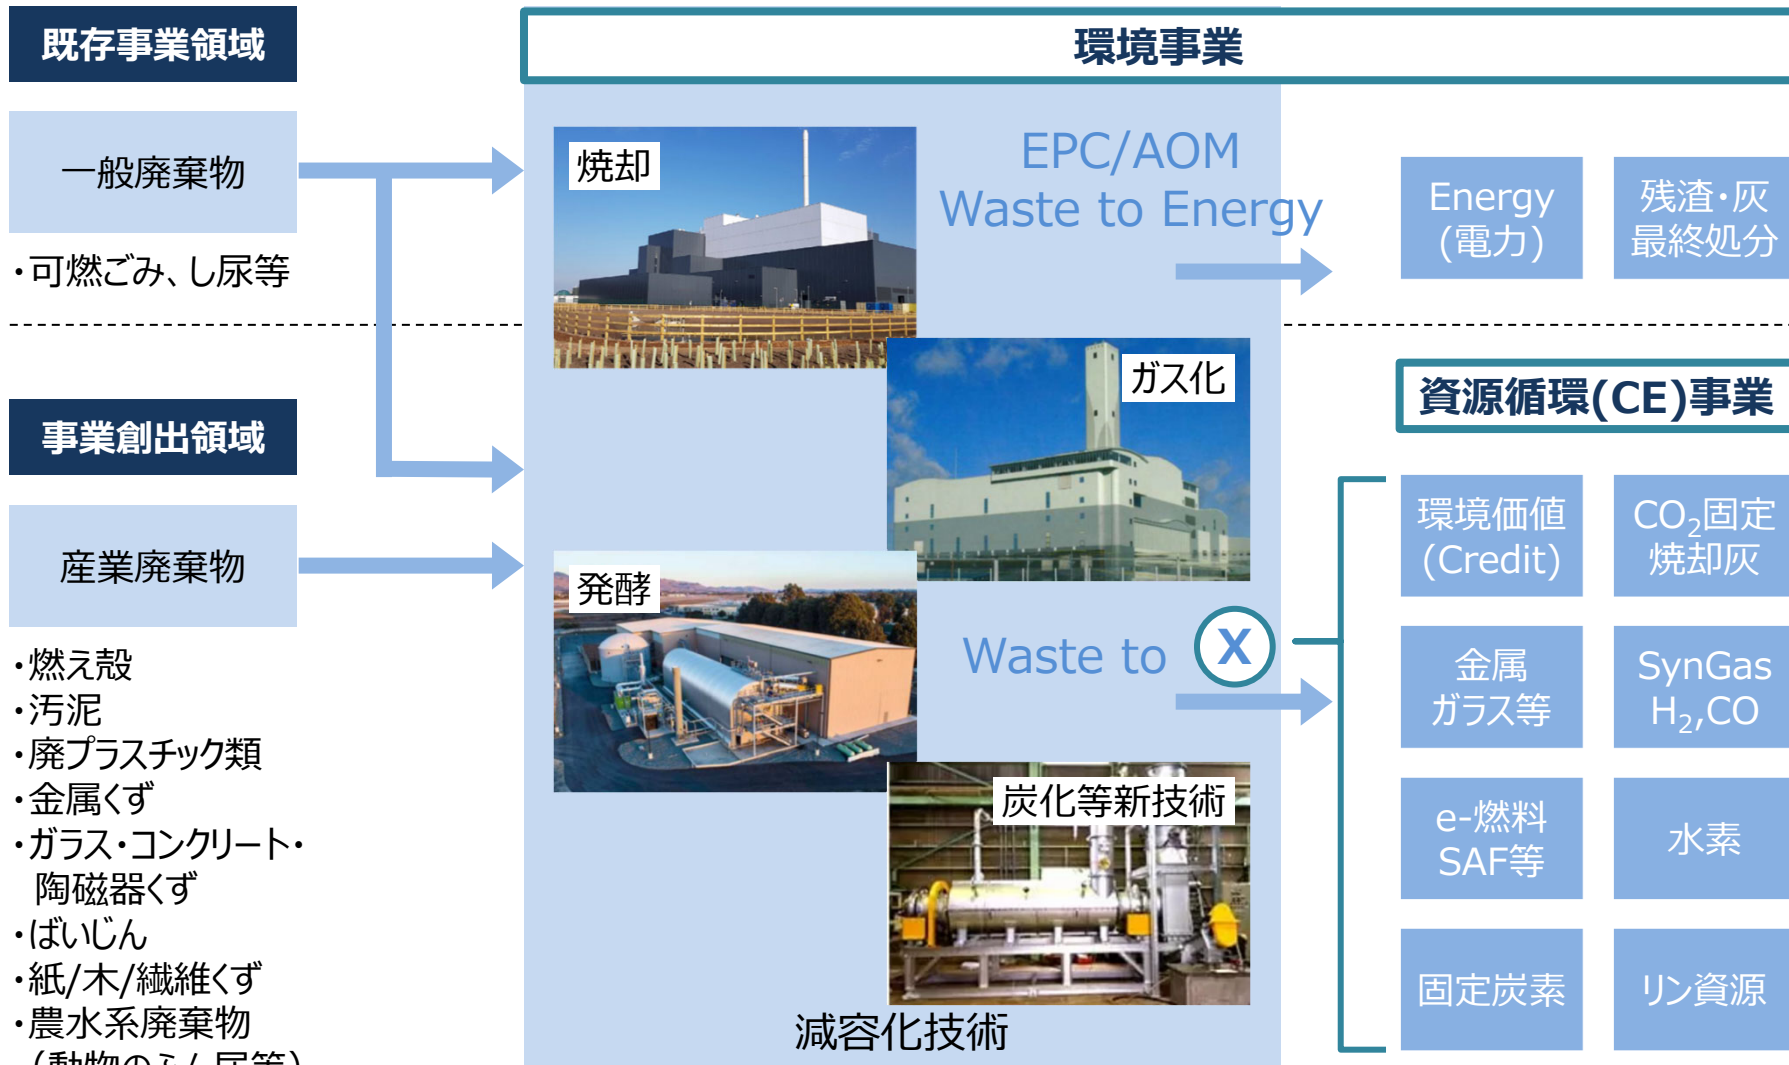 既存事業領域
環境事業
一般廃棄物
・可燃ごみ、し尿等
焼却
EPC/AOM
Waste to Energy
Energy
(電力)
残渣・灰
最終処分
ガス化
資源循環(CE)事業
事業創出領域
産業廃棄物
・燃え殻
・汚泥
・廃プラスチック類
・金属くず
・ガラス・コンクリート・
陶磁器くず
・ばいじん
・紙/木/繊維くず
・農水系廃棄物
(動物のふん尿等)
発酵
Waste to X
炭化等新技術
減容化技術
環境価値
(Credit)
CO₂固定
焼却灰
金属
ガラス等
SynGas
H₂,CO
e-燃料
SAF等
水素
固定炭素
リン資源